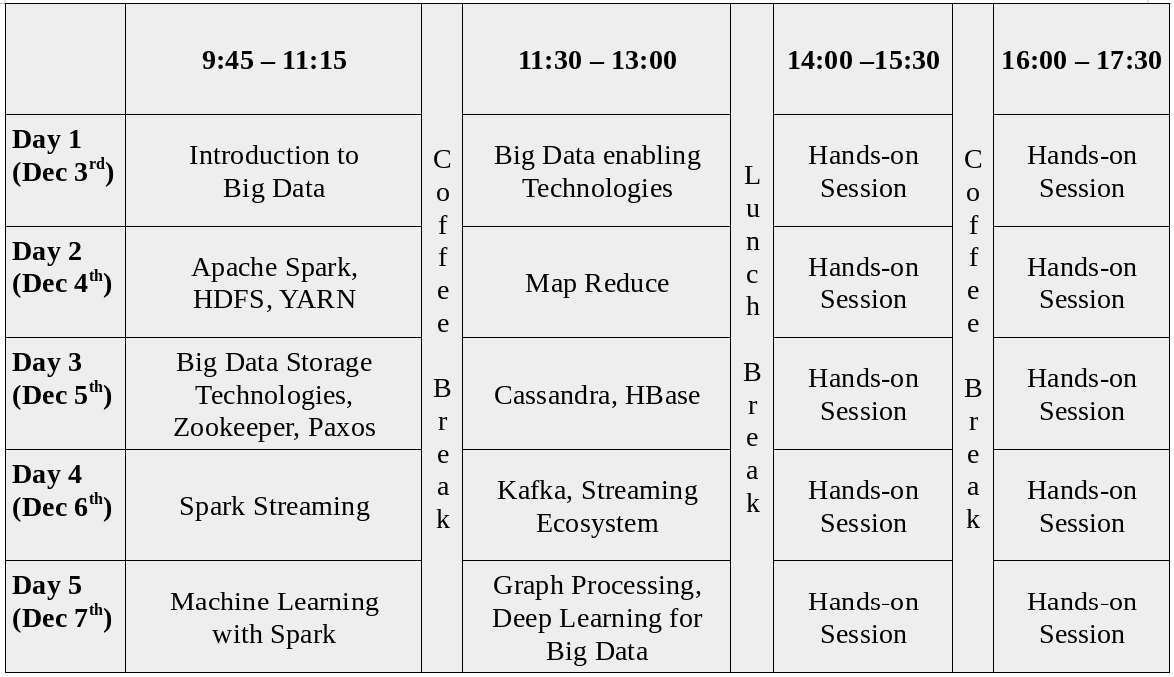 9:45 – 11:15
11:30 – 13:00
14:00 –15:30
16:00 – 17:30
Coffee Break
Lunch Break
Coffee Break
Day 1
(Dec 3rd)
Introduction to
Big Data
Big Data enabling
Technologies
Hands-on
Session
Hands-on
Session
Day 2
(Dec 4th)
Apache Spark,
HDFS, YARN
Map Reduce
Hands-on
Session
Hands-on
Session
Day 3
(Dec 5th)
Big Data Storage
Technologies,
Zookeeper, Paxos
Cassandra, HBase
Hands-on
Session
Hands-on
Session
Day 4
(Dec 6th)
Spark Streaming
Kafka, Streaming
Ecosystem
Hands-on
Session
Hands-on
Session
Day 5
(Dec 7th)
Machine Learning
with Spark
Graph Processing,
Deep Learning for
Big Data
Hands-on
Session
Hands-on
Session